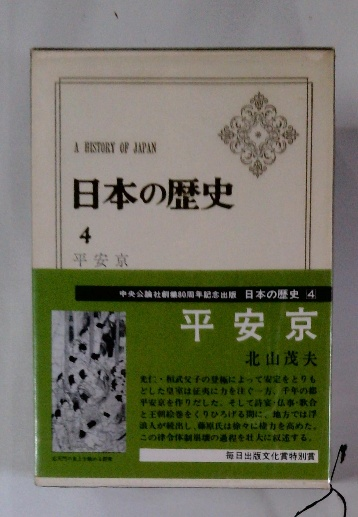 A HISTORY OF JAPAN
日本の歴史
4
平安京
中央公論社創業80周年記念出版 日本の歴史 4
平安京
北山茂夫
光仁・桓武父子の登極によって安定をとりも
どした皇室は征夷に力を注ぐ一方、千年の都
平安京を作りだした。そして詩宴・仏事・歌合
と王朝絵巻をくりひろげる間に、地方では浮
浪人が続出し、藤原氏は徐々に権力を高めた。
この律令体制崩壊の過程を壮大に叙述する。
毎日出版文化賞特別賞